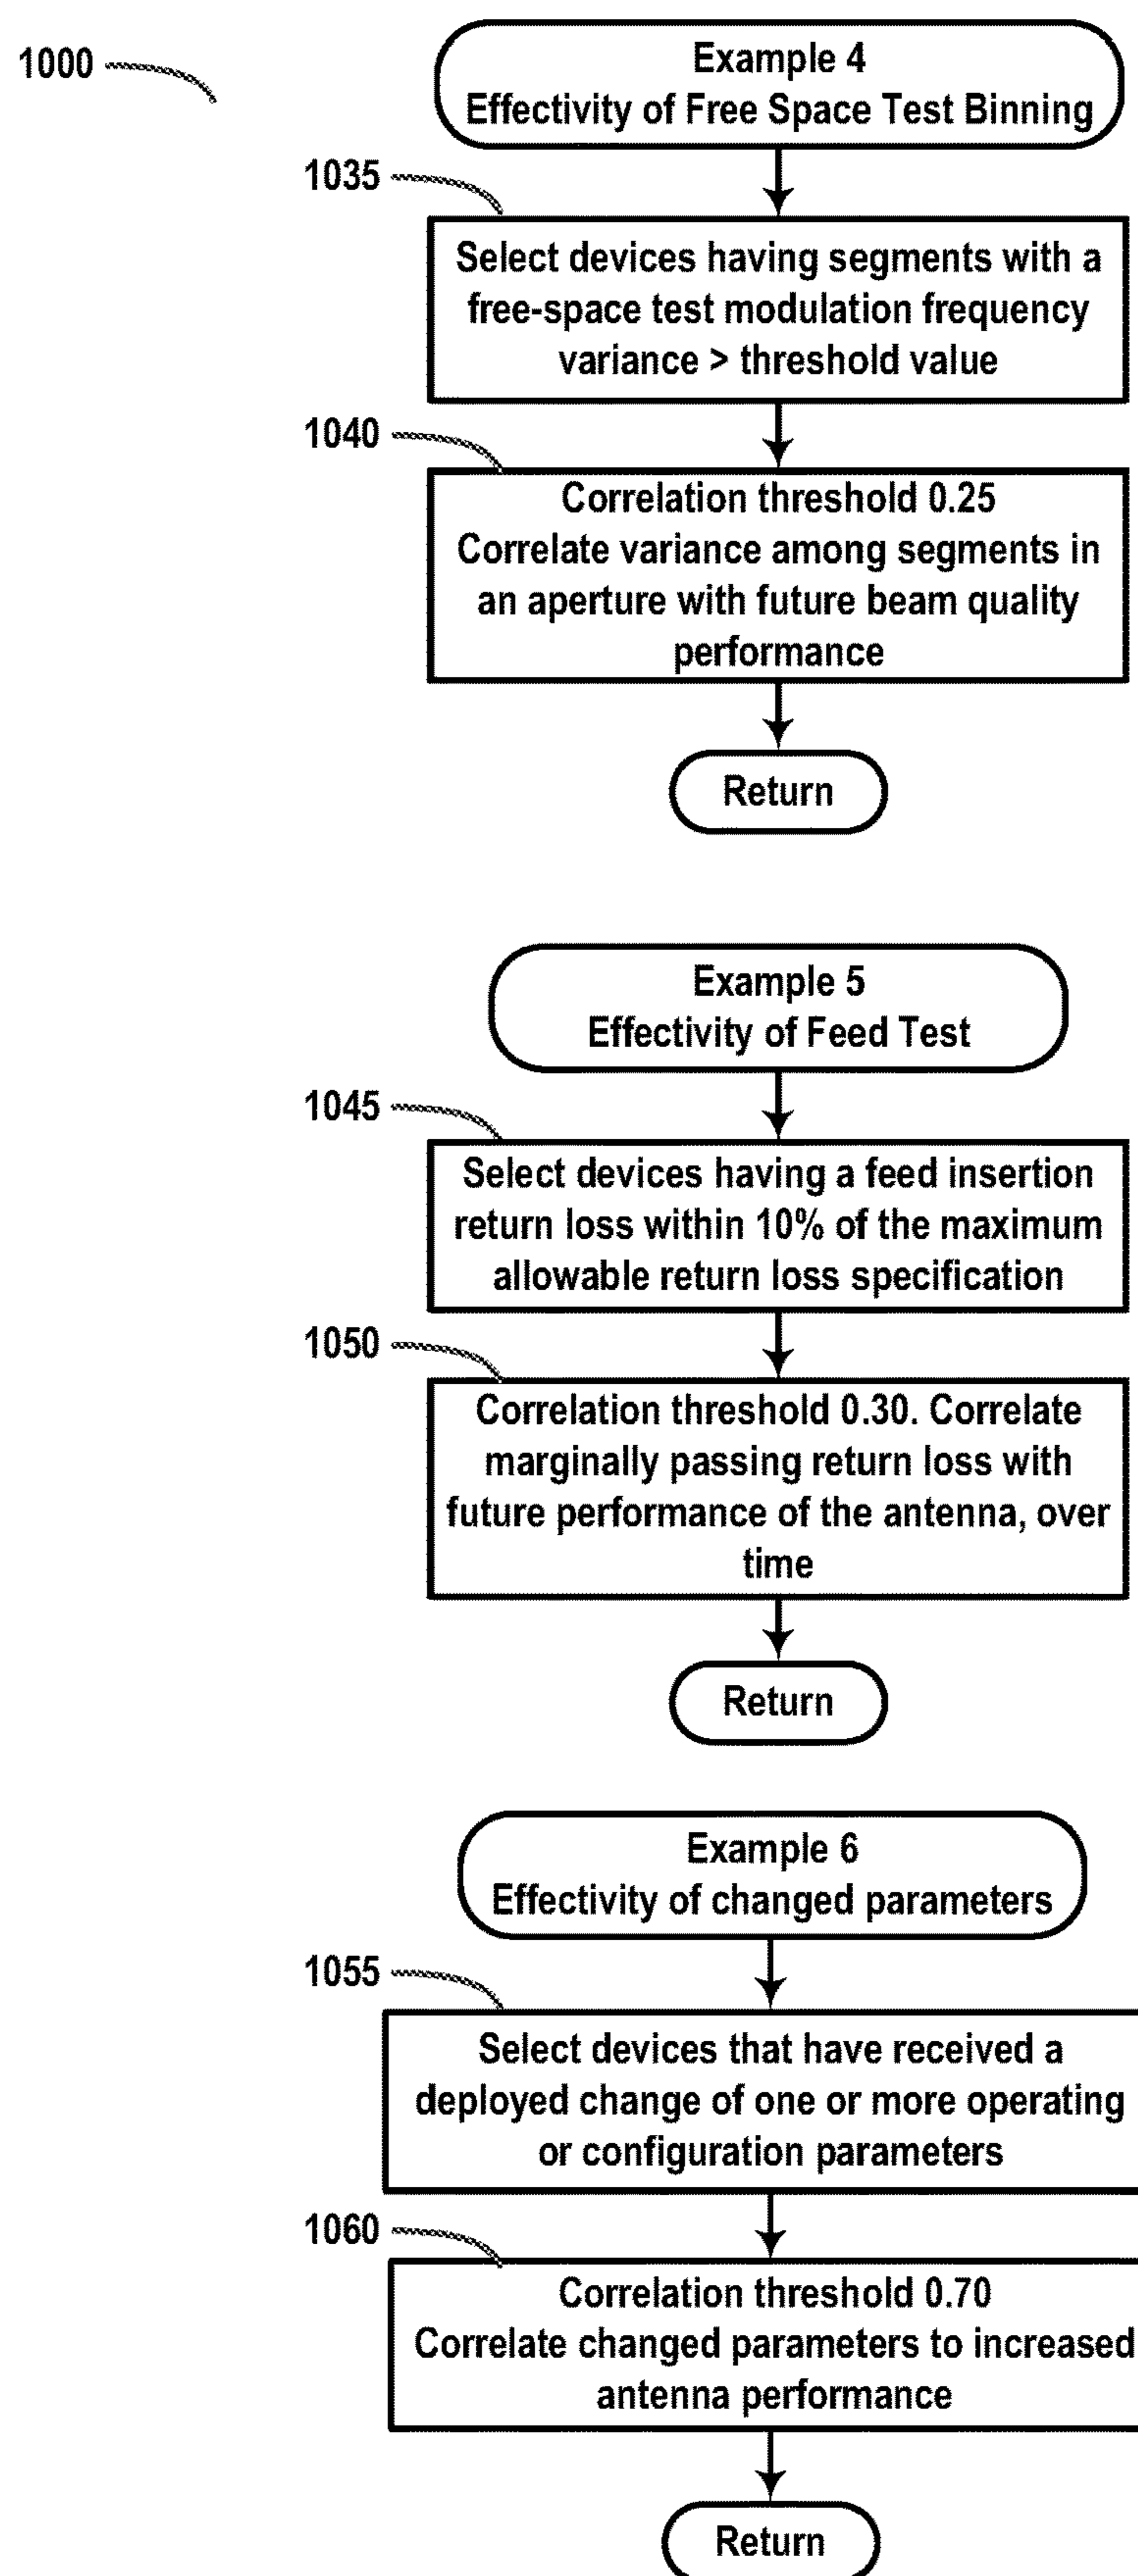 1000
Example 4
Effectivity of Free Space Test Binning
1035
Select devices having segments with a
free-space test modulation frequency
variance > threshold value
1040
Correlation threshold 0.25
Correlate variance among segments in
an aperture with future beam quality
performance
Return
Example 5
Effectivity of Feed Test
1045
Select devices having a feed insertion
return loss within 10% of the maximum
allowable return loss specification
1050
Correlation threshold 0.30. Correlate
marginally passing return loss with
future performance of the antenna, over
time
Return
Example 6
Effectivity of changed parameters
1055
Select devices that have received a
deployed change of one or more operating
or configuration parameters
1060
Correlation threshold 0.70
Correlate changed parameters to increased
antenna performance
Return